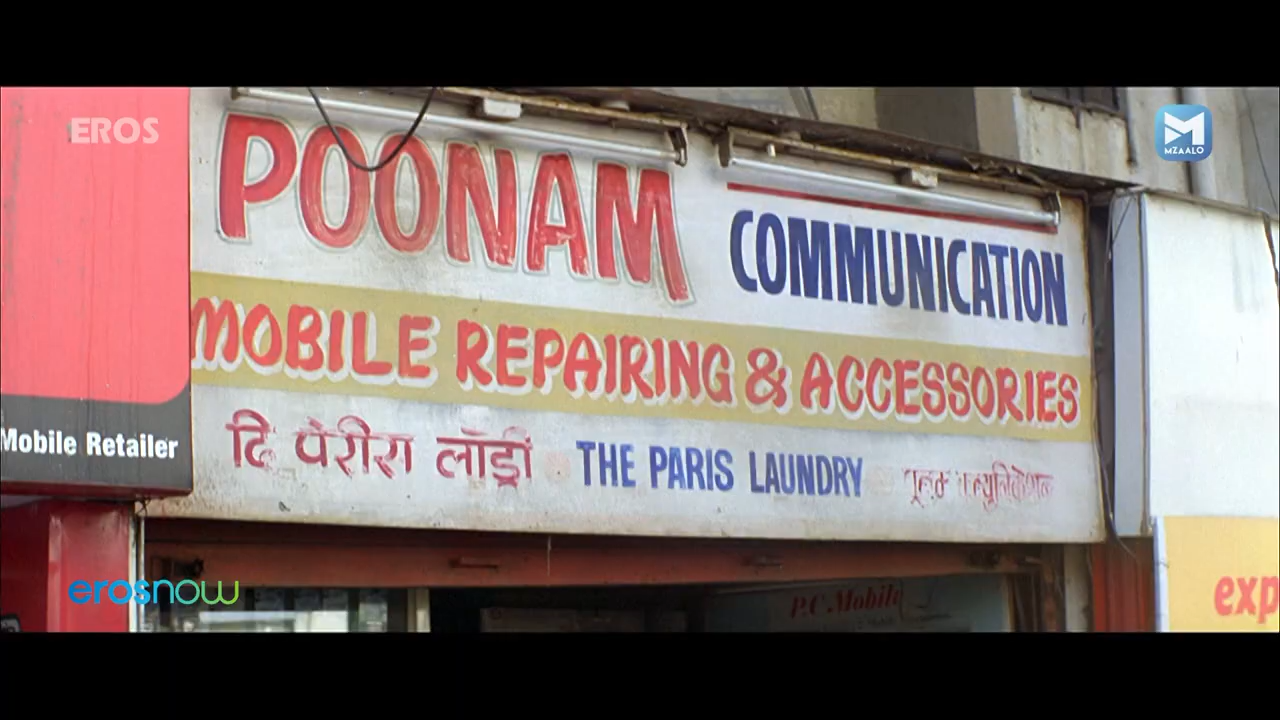 EROS
MZAALO
POONAM COMMUNICATION
MOBILE REPAIRING & ACCESSORIES
Mobile Retailer
दि पेरीस लॉड्री THE PARIS LAUNDRY
erosnow
P.C. Mobile
exp